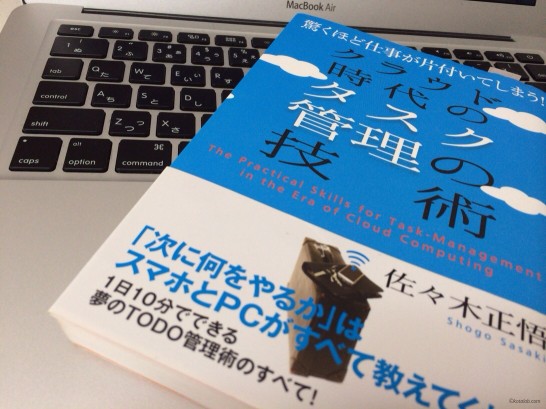 MacBook Air
驚くほど仕事が片付いてしまう!
クラウド
時代の
タスク
管理の
技術
The Practical Skills for Task-Management
in the Era of Cloud Computing
佐々木正悟
Shogo Sasaki
「次に何をやるか」は
スマホとPCがすべて教えてく
1日10分でできる
夢のTODO管理術のすべて!
tab
control
shift
caps
alt
option
command